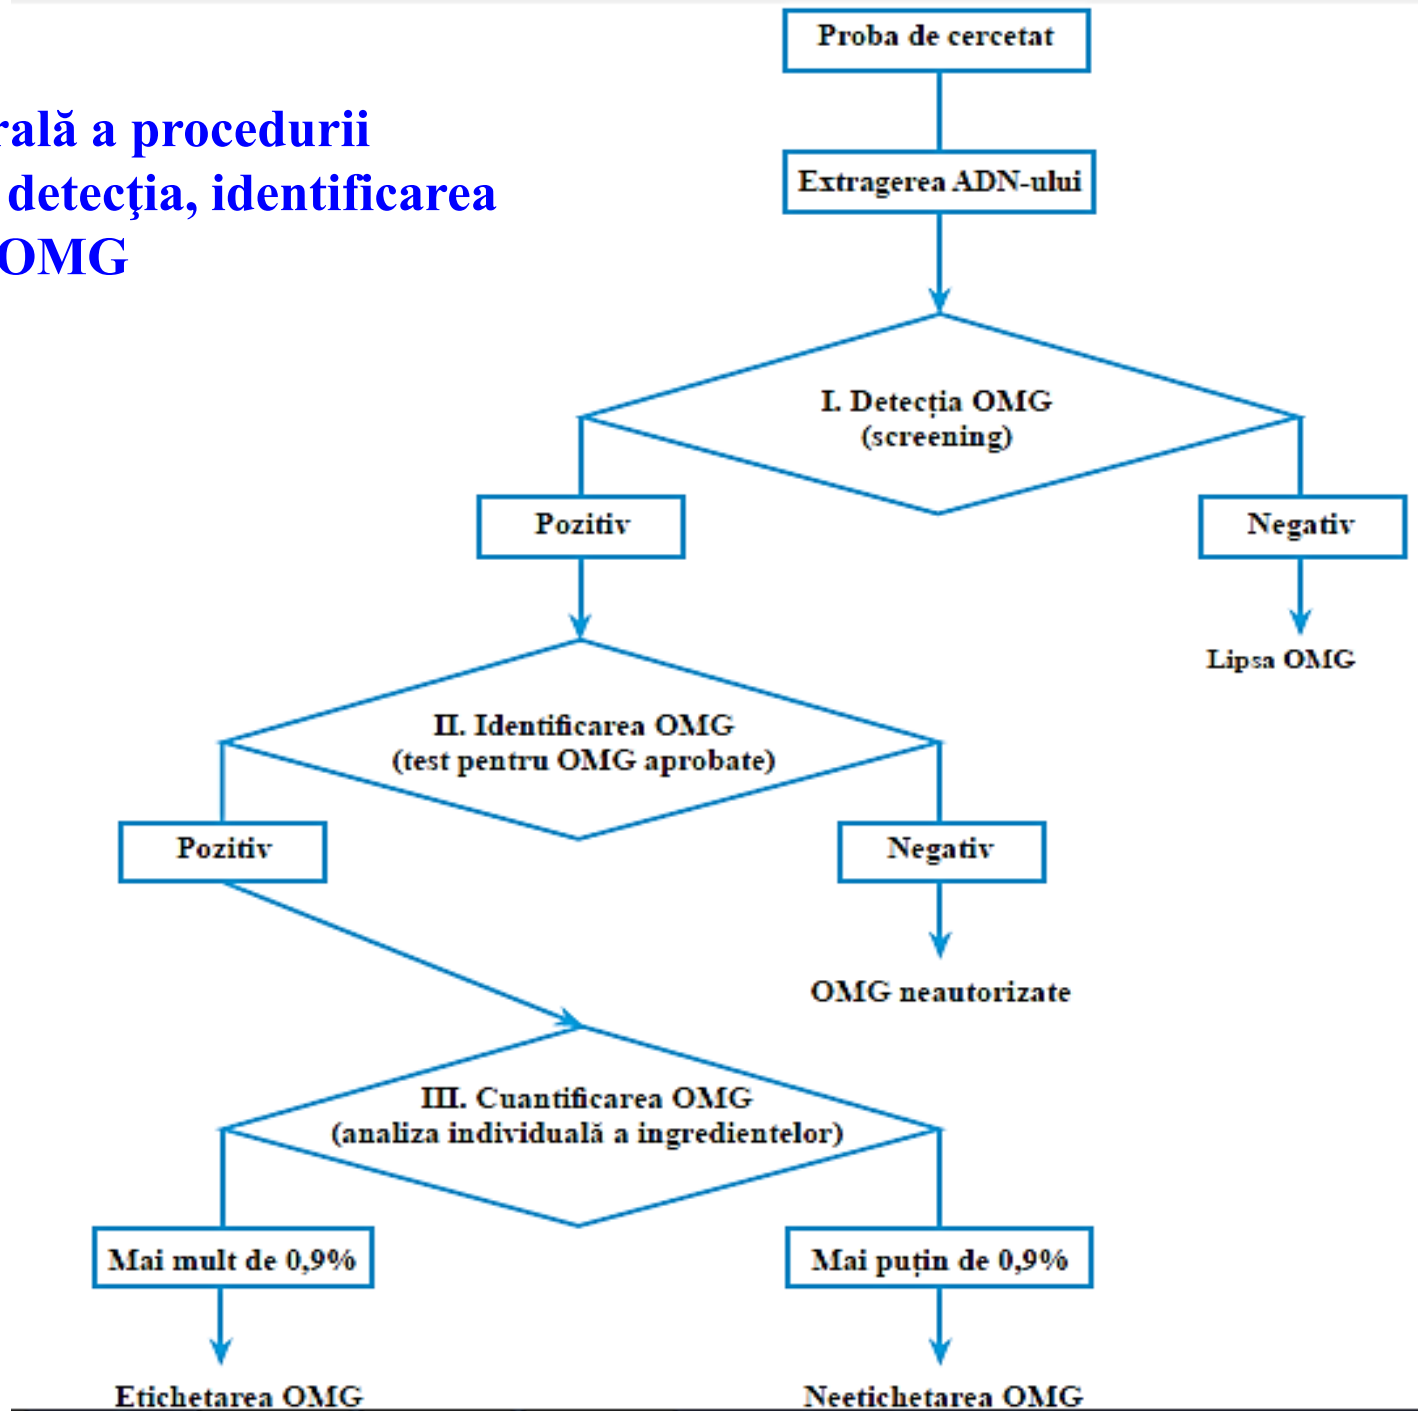 Proba de cercetat
rală a procedurii
Extragerea ADN-ului
detecţia, identificarea
OMG
I. Detecția OMG
(screening)
Pozitiv
Negativ
Lipsa OMG
II. Identificarea OMG
(test pentru OMG aprobate)
Pozitiv
Negativ
OMG neautorizate
III. Cuantificarea OMG
(analiza individuală a ingredientelor)
Mai mult de 0,9%
Mai puțin de 0,9%
Etichetarea OMG
Neetichetarea OMG